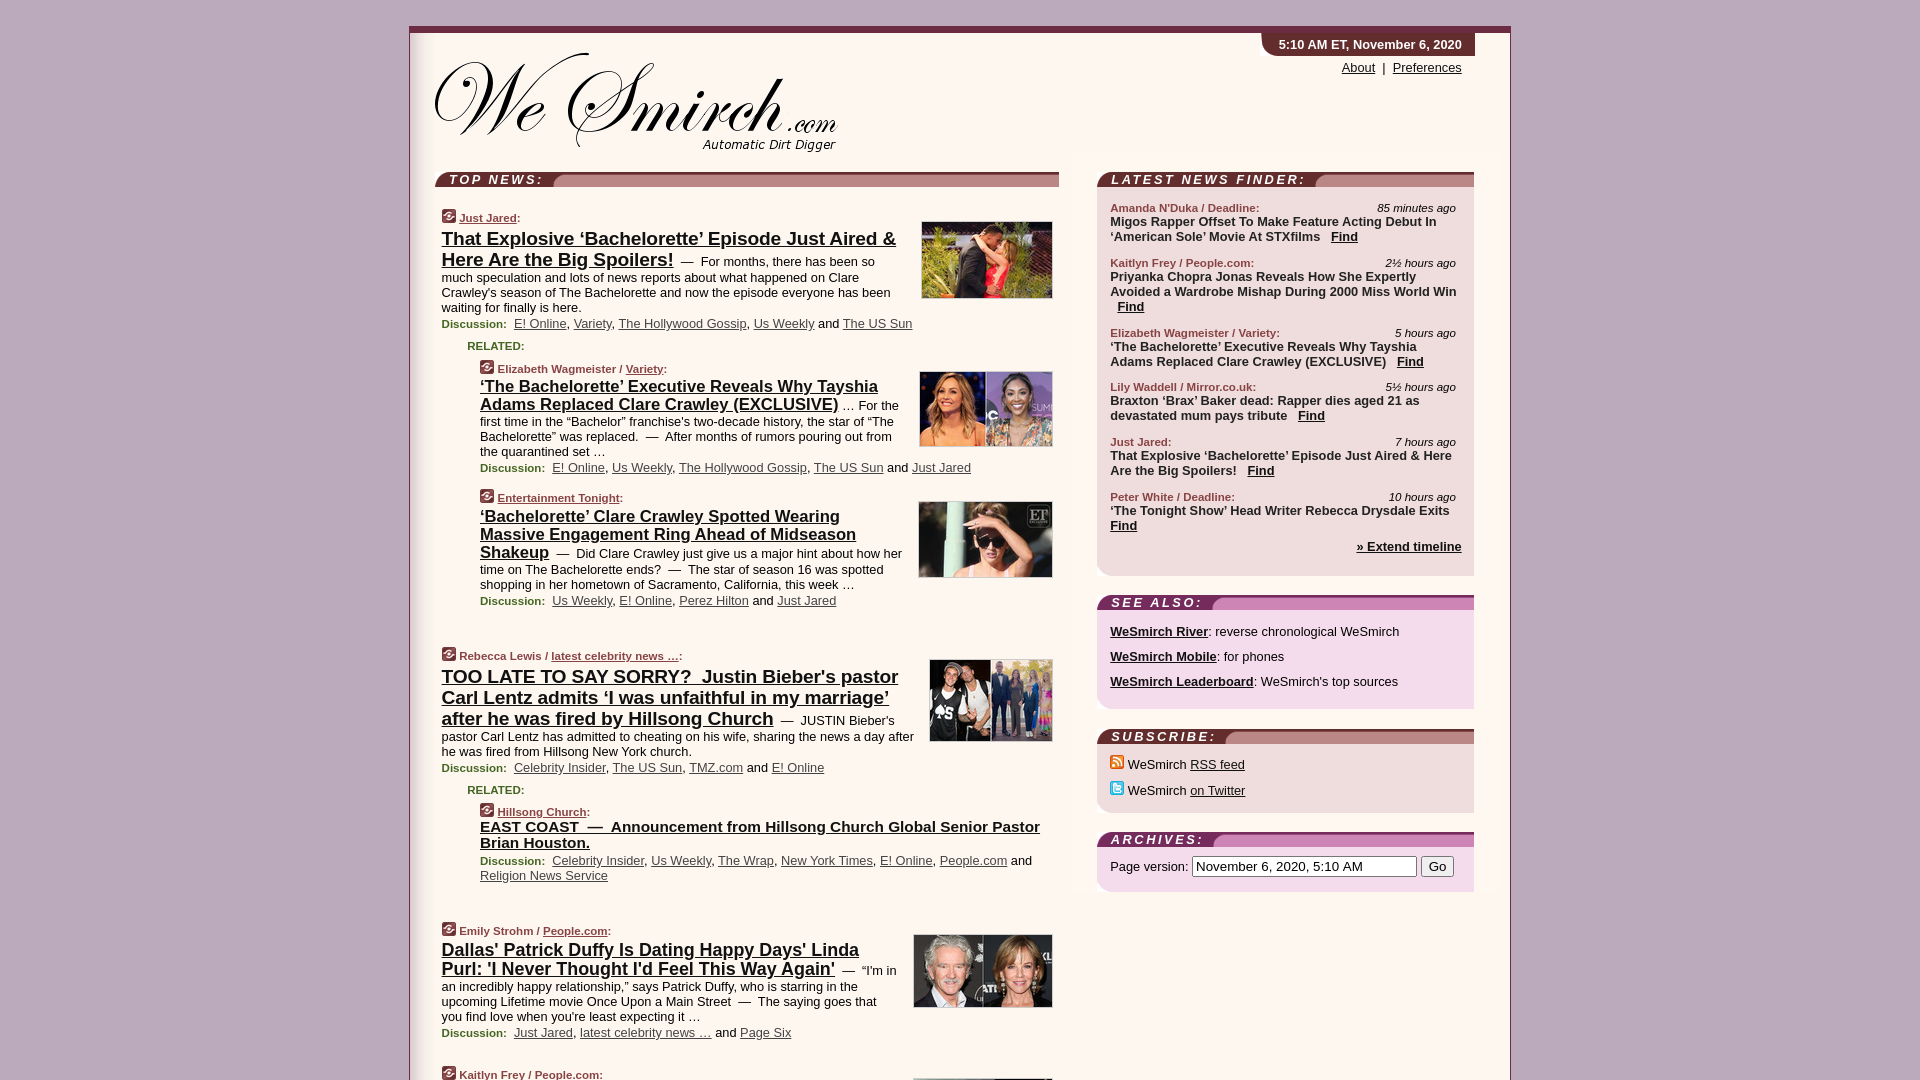 5:10 AM ET, November 6, 2020
About | Preferences
We Smirch .com
Automatic Dirt Digger
TOP NEWS:
Just Jared:
That Explosive ‘Bachelorette’ Episode Just Aired &
Here Are the Big Spoilers! — For months, there has been so
much speculation and lots of news reports about what happened on Clare
Crawley's season of The Bachelorette and now the episode everyone has been
waiting for finally is here.
Discussion: E! Online, Variety, The Hollywood Gossip, Us Weekly and The US Sun
RELATED:
Elizabeth Wagmeister / Variety:
‘The Bachelorette’ Executive Reveals Why Tayshia
Adams Replaced Clare Crawley (EXCLUSIVE) … For the
first time in the “Bachelor” franchise's two-decade history, the star of “The
Bachelorette” was replaced. — After months of rumors pouring out from
the quarantined set …
Discussion: E! Online, Us Weekly, The Hollywood Gossip, The US Sun and Just Jared
Entertainment Tonight:
‘Bachelorette’ Clare Crawley Spotted Wearing
Massive Engagement Ring Ahead of Midseason
Shakeup — Did Clare Crawley just give us a major hint about how her
time on The Bachelorette ends? — The star of season 16 was spotted
shopping in her hometown of Sacramento, California, this week …
ET
Discussion: Us Weekly, E! Online, Perez Hilton and Just Jared
Rebecca Lewis / latest celebrity news …:
TOO LATE TO SAY SORRY? Justin Bieber's pastor
Carl Lentz admits ‘I was unfaithful in my marriage’
after he was fired by Hillsong Church — JUSTIN Bieber's
pastor Carl Lentz has admitted to cheating on his wife, sharing the news a day after
he was fired from Hillsong New York church.
Discussion: Celebrity Insider, The US Sun, TMZ.com and E! Online
RELATED:
Hillsong Church:
EAST COAST — Announcement from Hillsong Church Global Senior Pastor
Brian Houston.
Discussion: Celebrity Insider, Us Weekly, The Wrap, New York Times, E! Online, People.com and
Religion News Service
Emily Strohm / People.com:
Dallas' Patrick Duffy Is Dating Happy Days' Linda
Purl: 'I Never Thought I'd Feel This Way Again' — “I'm in
an incredibly happy relationship,” says Patrick Duffy, who is starring in the
upcoming Lifetime movie Once Upon a Main Street — The saying goes that
you find love when you're least expecting it …
Discussion: Just Jared, latest celebrity news … and Page Six
Kaitlyn Frey / People.com:
LATEST NEWS FINDER:
Amanda N'Duka / Deadline: 85 minutes ago
Migos Rapper Offset To Make Feature Acting Debut In
‘American Sole’ Movie At STXfilms Find
Kaitlyn Frey / People.com: 2½ hours ago
Priyanka Chopra Jonas Reveals How She Expertly
Avoided a Wardrobe Mishap During 2000 Miss World Win
Find
Elizabeth Wagmeister / Variety: 5 hours ago
‘The Bachelorette’ Executive Reveals Why Tayshia
Adams Replaced Clare Crawley (EXCLUSIVE) Find
Lily Waddell / Mirror.co.uk: 5½ hours ago
Braxton ‘Brax’ Baker dead: Rapper dies aged 21 as
devastated mum pays tribute Find
Just Jared: 7 hours ago
That Explosive ‘Bachelorette’ Episode Just Aired & Here
Are the Big Spoilers! Find
Peter White / Deadline: 10 hours ago
‘The Tonight Show’ Head Writer Rebecca Drysdale Exits
Find
» Extend timeline
SEE ALSO:
WeSmirch River: reverse chronological WeSmirch
WeSmirch Mobile: for phones
WeSmirch Leaderboard: WeSmirch's top sources
SUBSCRIBE:
WeSmirch RSS feed
WeSmirch on Twitter
ARCHIVES:
Page version: November 6, 2020, 5:10 AM Go